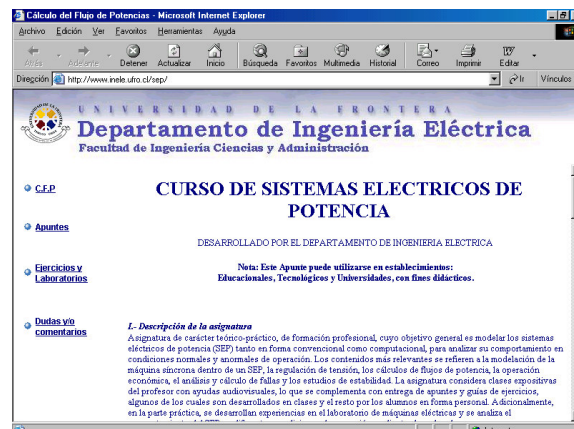 Cálculo del Flujo de Potencias - Microsoft Internet Explorer
Archivo Edición Ver Favoritos Herramientas Ayuda
Atrás Adelante Detener Actualizar Inicio Búsqueda Favoritos Multimedia Historial Correo Imprimir Editar
Dirección http://www.inele.ufro.cl/sep/ Ir Vínculos
UNIVERSIDAD DE LA FRONTERA
Departamento de Ingeniería Eléctrica
Facultad de Ingeniería Ciencias y Administración
C.F.P
Apuntes
Ejercicios y
Laboratorios
Dudas y/o
comentarios
CURSO DE SISTEMAS ELECTRICOS DE
POTENCIA
DESARROLLADO POR EL DEPARTAMENTO DE INGENIERIA ELECTRICA
Nota: Este Apunte puede utilizarse en establecimientos:
Educacionales, Tecnológicos y Universidades, con fines didácticos.
I.- Descripción de la asignatura
Asignatura de carácter teórico-práctico, de formación profesional, cuyo objetivo general es modelar los sistemas
eléctricos de potencia (SEP) tanto en forma convencional como computacional, para analizar su comportamiento en
condiciones normales y anormales de operación. Los contenidos más relevantes se refieren a la modelación de la
máquina síncrona dentro de un SEP, la regulación de tensión, los cálculos de flujos de potencia, la operación
económica, el análisis y cálculo de fallas y los estudios de estabilidad. La asignatura considera clases expositivas
del profesor con ayudas audiovisuales, lo que se complementa con entrega de apuntes y guías de ejercicios,
algunos de los cuales son desarrollados en clases y el resto por los alumnos en forma personal. Adicionalmente,
en la parte práctica, se desarrollan experiencias en el laboratorio de máquinas eléctricas y se analiza el